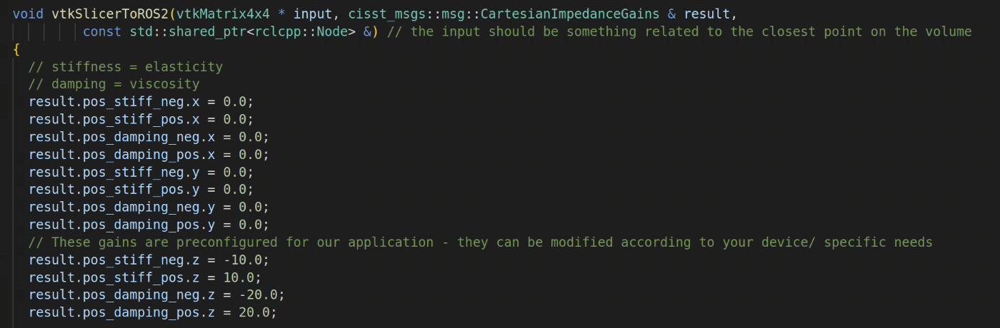 void vtkSlicerToROS2(vtkMatrix4x4 * input, cisst_msgs::msg::CartesianImpedanceGains & result,
const std::shared_ptr<rclcpp::Node> &) // the input should be something related to the closest point on the volume
{
// stiffness = elasticity
// damping = viscosity
result.pos_stiff_neg.x = 0.0;
result.pos_stiff_pos.x = 0.0;
result.pos_damping_neg.x = 0.0;
result.pos_damping_pos.x = 0.0;
result.pos_stiff_neg.y = 0.0;
result.pos_stiff_pos.y = 0.0;
result.pos_damping_neg.y = 0.0;
result.pos_damping_pos.y = 0.0;
// These gains are preconfigured for our application - they can be modified according to your device/ specific needs
result.pos_stiff_neg.z = -10.0;
result.pos_stiff_pos.z = 10.0;
result.pos_damping_neg.z = -20.0;
result.pos_damping_pos.z = 20.0;